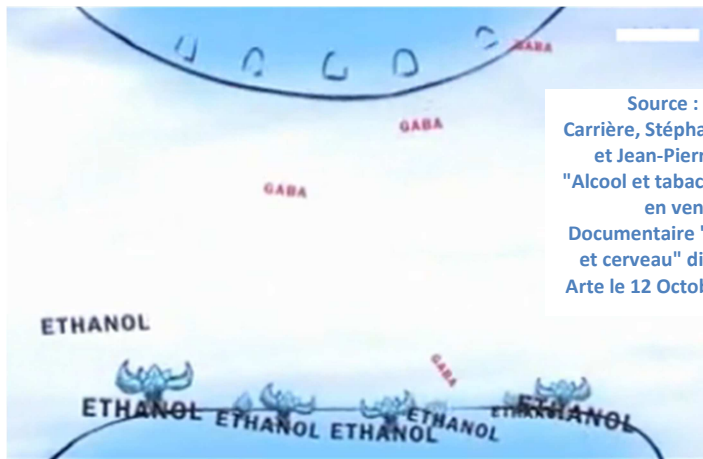 GABA
GABA
GABA
ETHANOL
GABA
ETHANOL ETHANOL ETHANOL ETHANOL ETHANOL
Source :
Carrière, Stépha
et Jean-Pierr
"Alcool et tabac
en ven
Documentaire "
et cerveau" di
Arte le 12 Octob